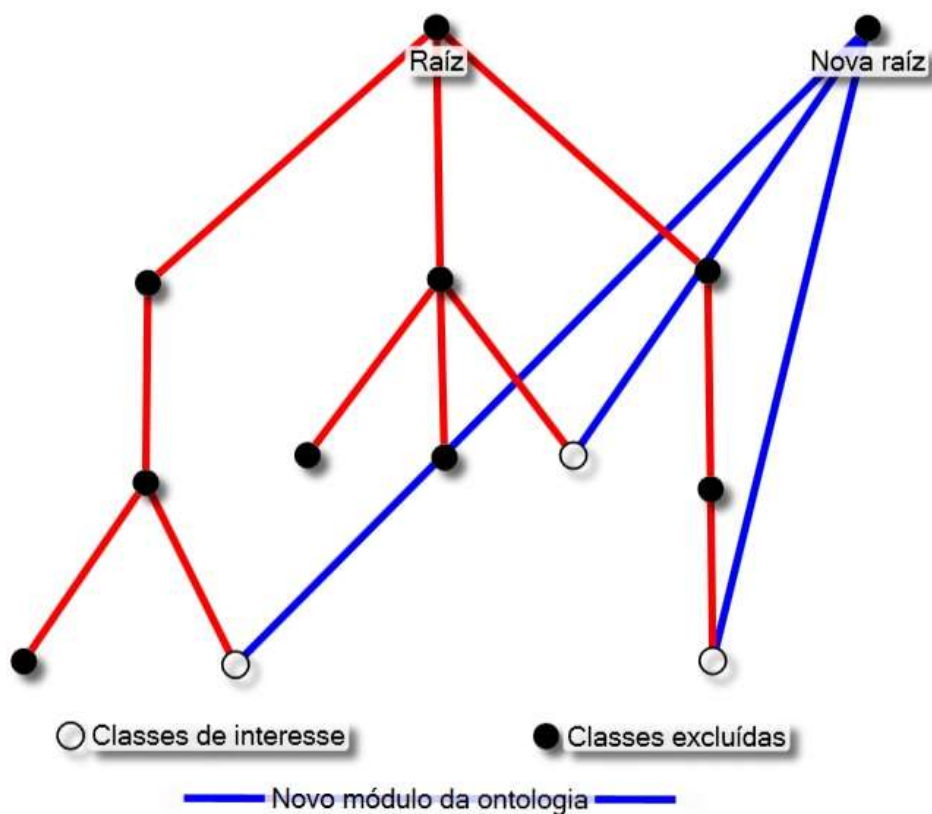 Raíz
Nova raíz
Classes de interesse
Classes excluídas
Novo módulo da ontologia